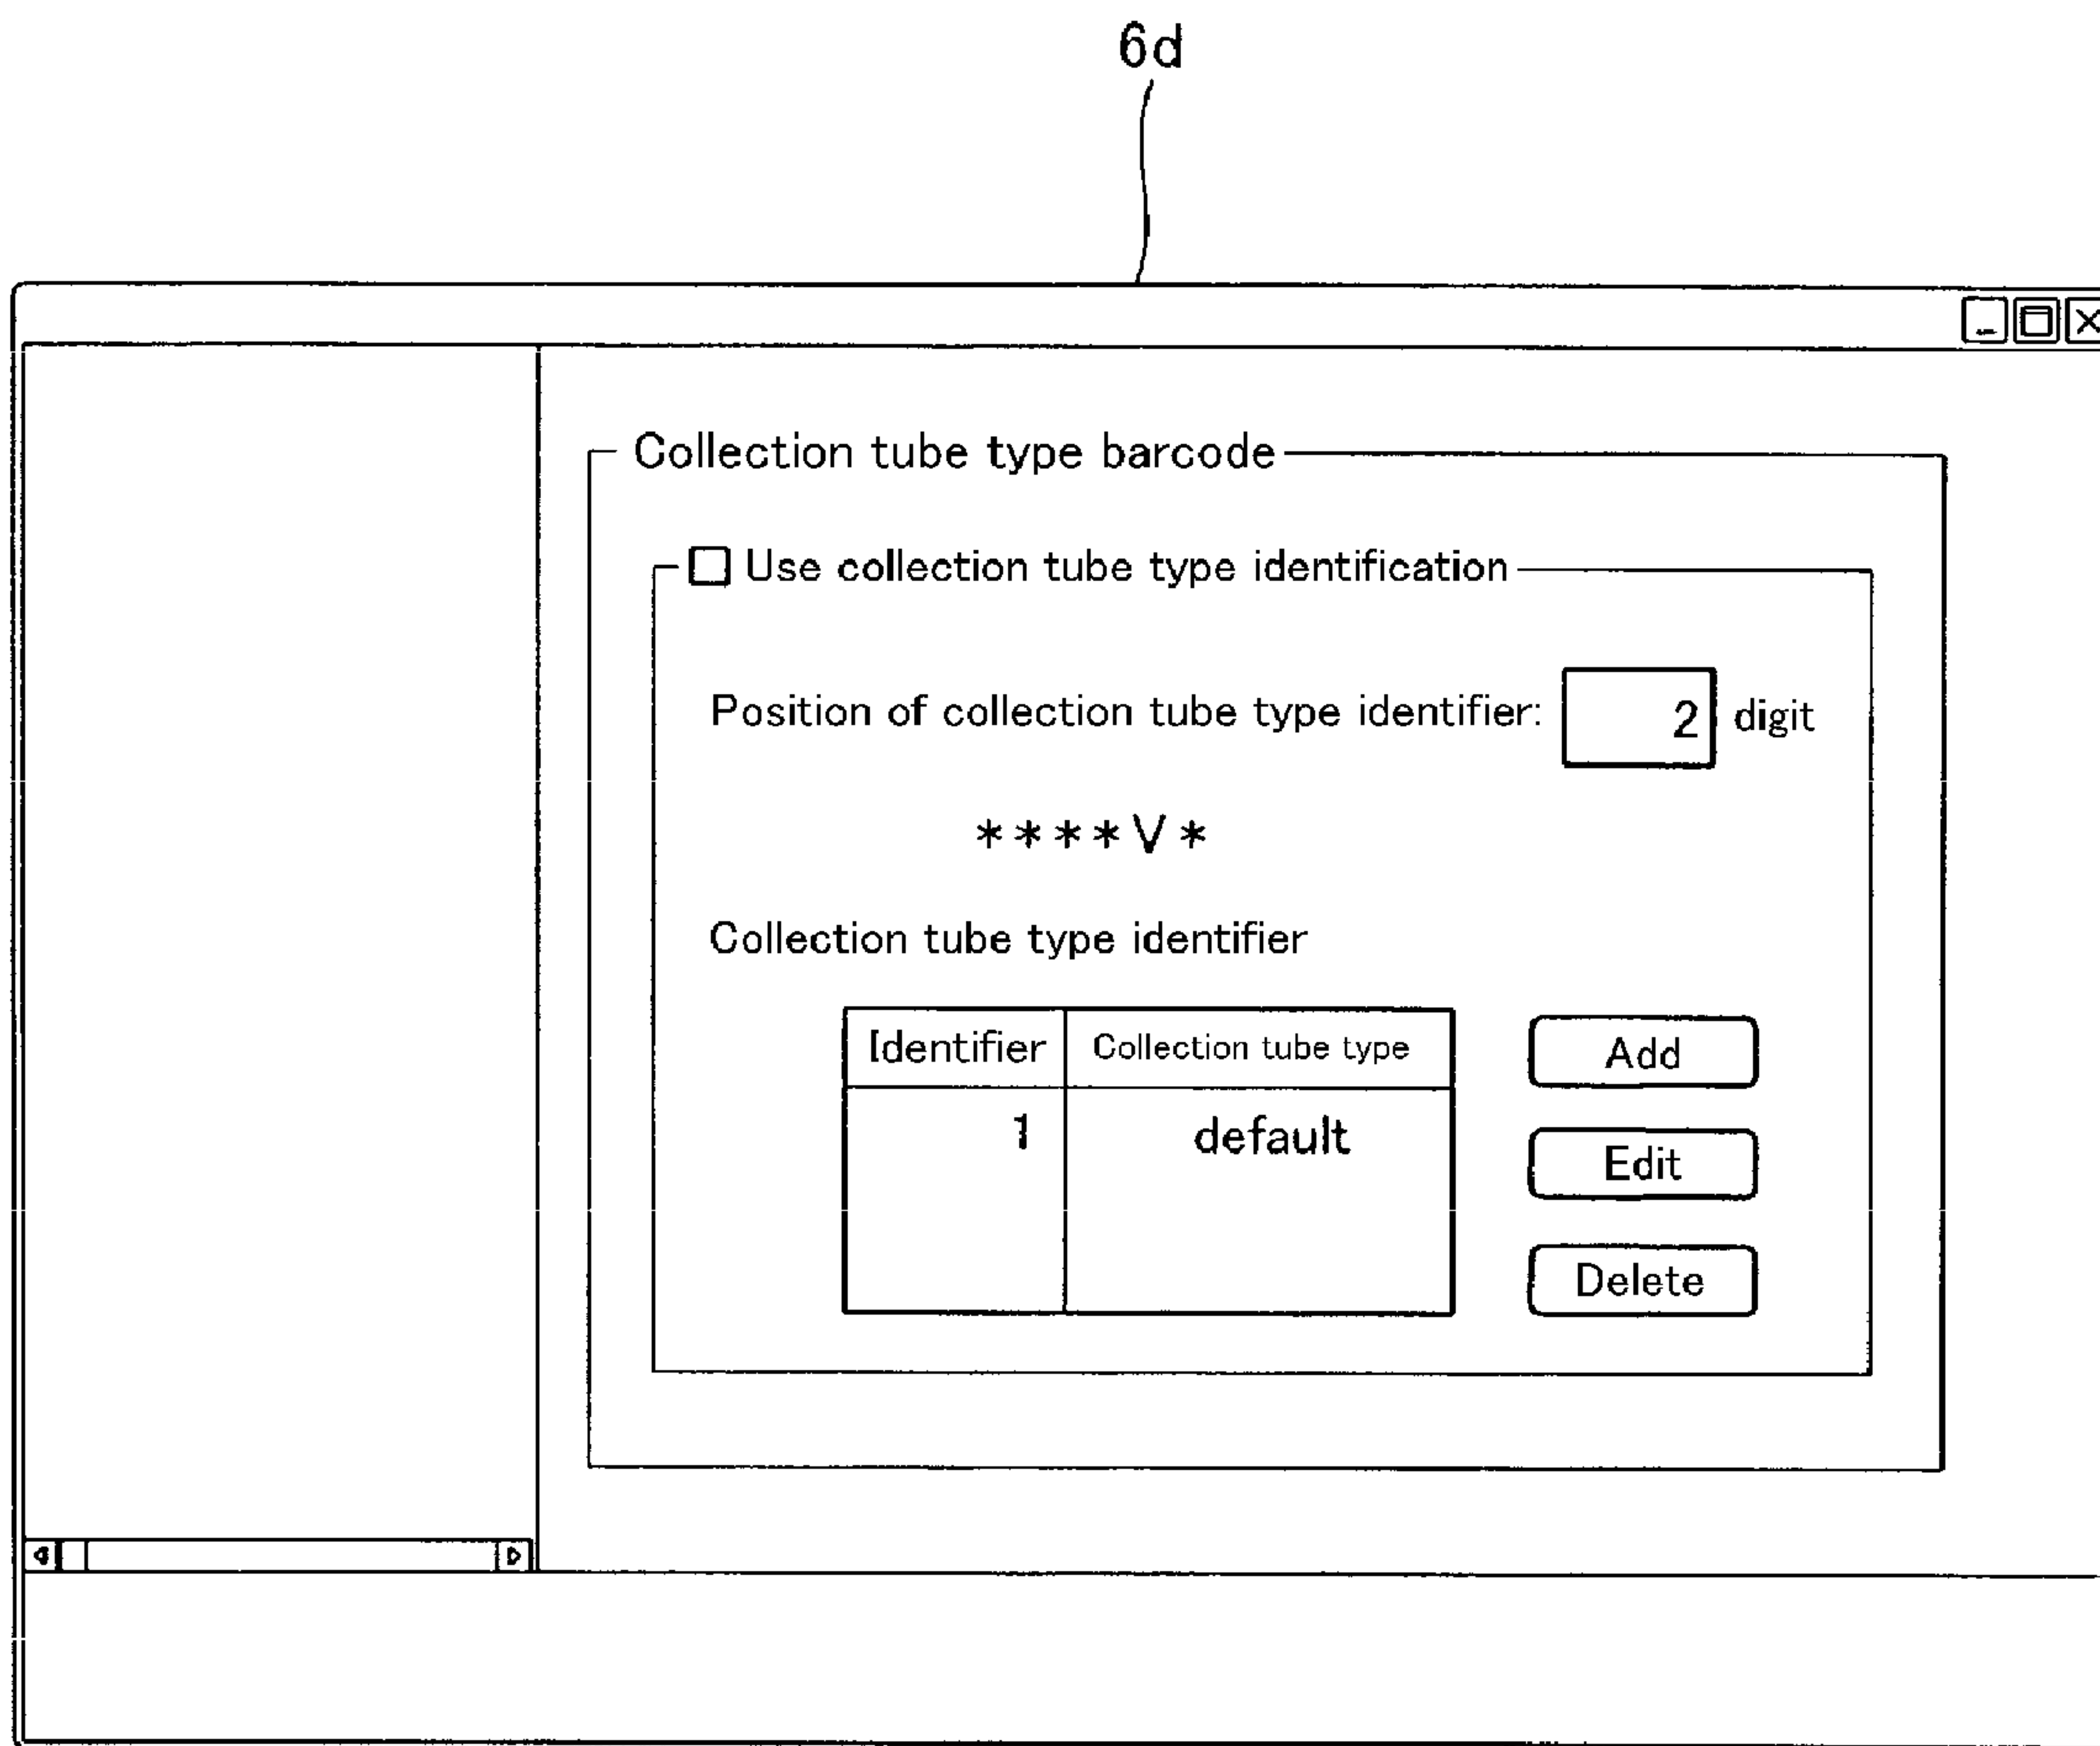 6d
Collection tube type barcode
Use collection tube type identification
Position of collection tube type identifier: 2 digit
****V*
Collection tube type identifier
Identifier Collection tube type
1 default
Add
Edit
Delete